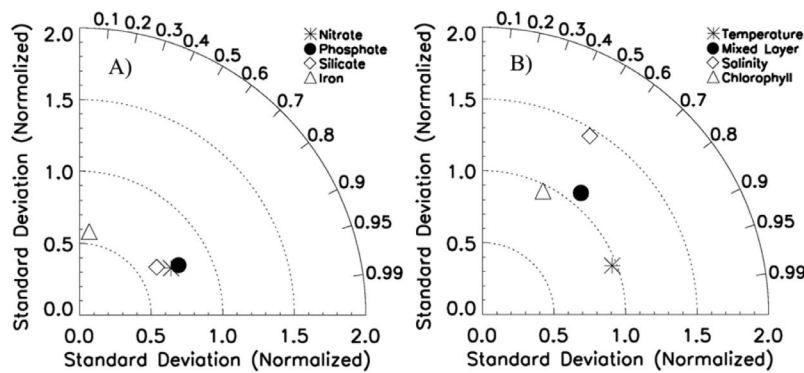 A)
0.1 0.2 0.3 0.4 0.5 0.6 0.7 0.8 0.9 0.95 0.99
Nitrate
Phosphate
Silicate
Iron
Standard Deviation (Normalized)
2.0
1.5
1.0
0.5
0.0
0.0 0.5 1.0 1.5 2.0
Standard Deviation (Normalized)
B)
0.1 0.2 0.3 0.4 0.5 0.6 0.7 0.8 0.9 0.95 0.99
Temperature
Mixed Layer
Salinity
Chlorophyll
Standard Deviation (Normalized)
2.0
1.5
1.0
0.5
0.0
0.0 0.5 1.0 1.5 2.0
Standard Deviation (Normalized)